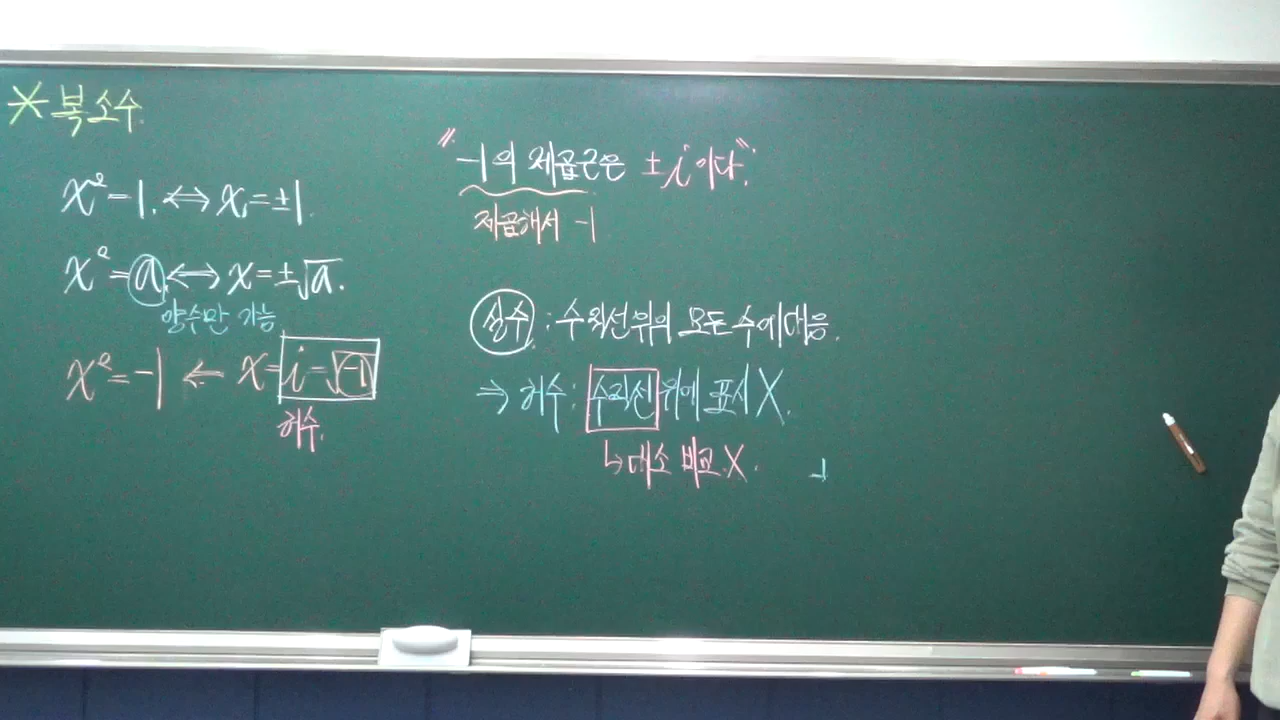 * 복소수
x²=1. ⇔ x=±1.
x²=a ⇔ x=±√a.
양수만 가능
x²=-1 ← x=i=√-1
허수.
"-1의 제곱근은 ±i이다."
제곱해서 -1
실수 : 수직선 위의 모든 수에 대응.
⇒ 허수 : 수직선 위에 표시 X.
↳ 대소 비교 X.